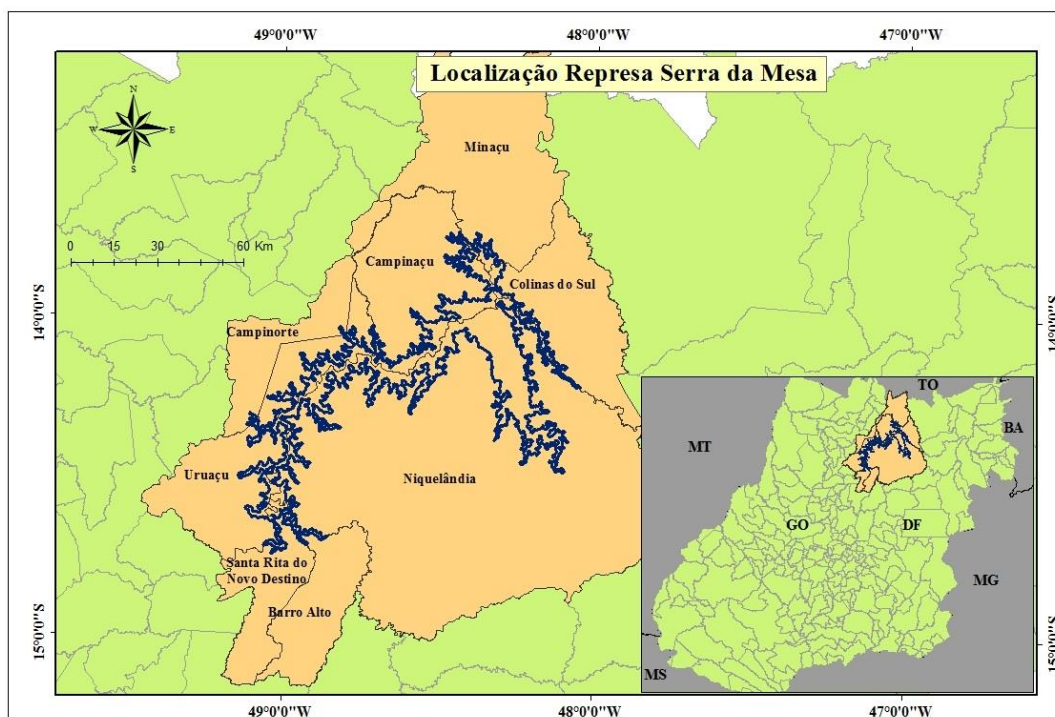 49°0'0"W
48°0'0"W
47°0'0"W
Localização Represa Serra da Mesa
N
W
E
S
Minaçu
0 15 30 60 Km
Campinaçu
Colinas do Sul
14°0'0"S
14°0'0"S
Campinorte
TO
BA
MT
Uruaçu
Niquelândia
GO
DF
Santa Rita do
Novo Destino
MG
Barro Alto
15°0'0"S
15°0'0"S
MS
49°0'0"W
48°0'0"W
47°0'0"W